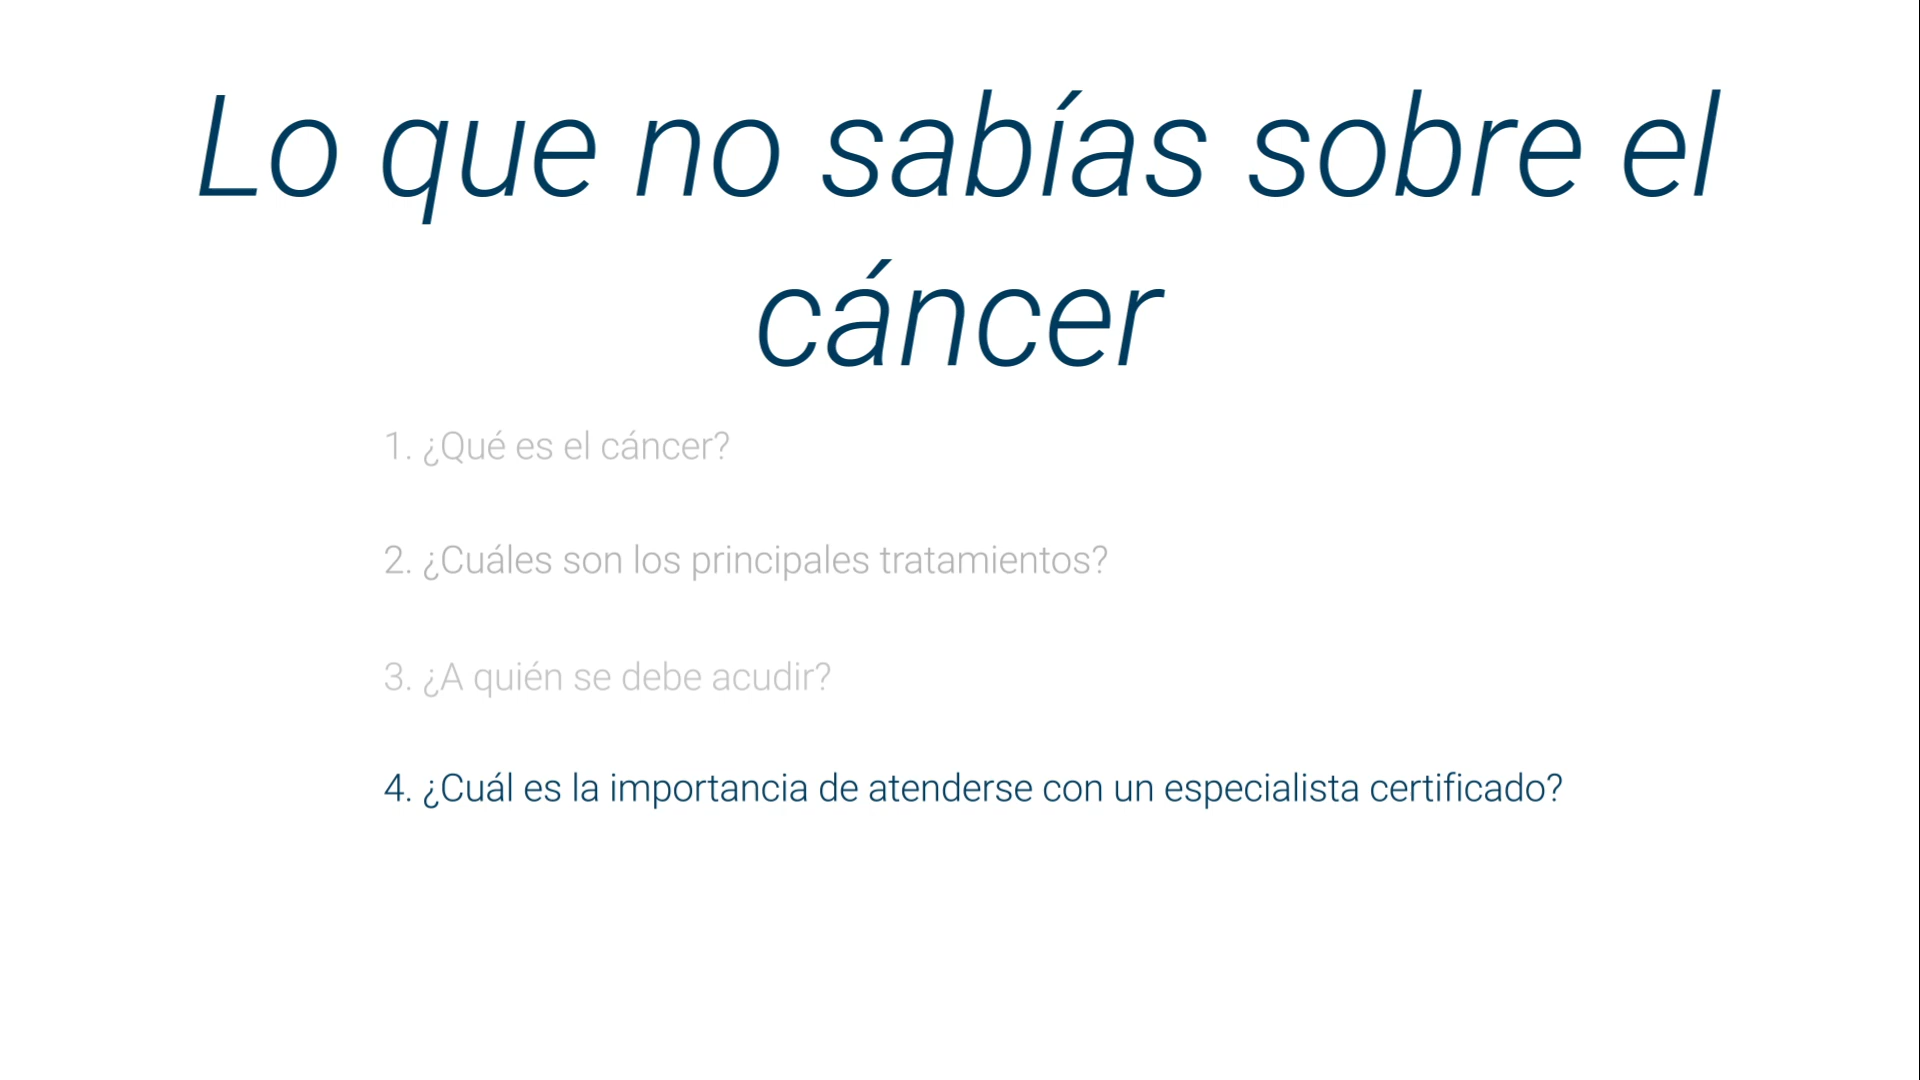 Lo que no sabías sobre el
cáncer
1. ¿Qué es el cáncer?
2. ¿Cuáles son los principales tratamientos?
3. ¿A quién se debe acudir?
4. ¿Cuál es la importancia de atenderse con un especialista certificado?